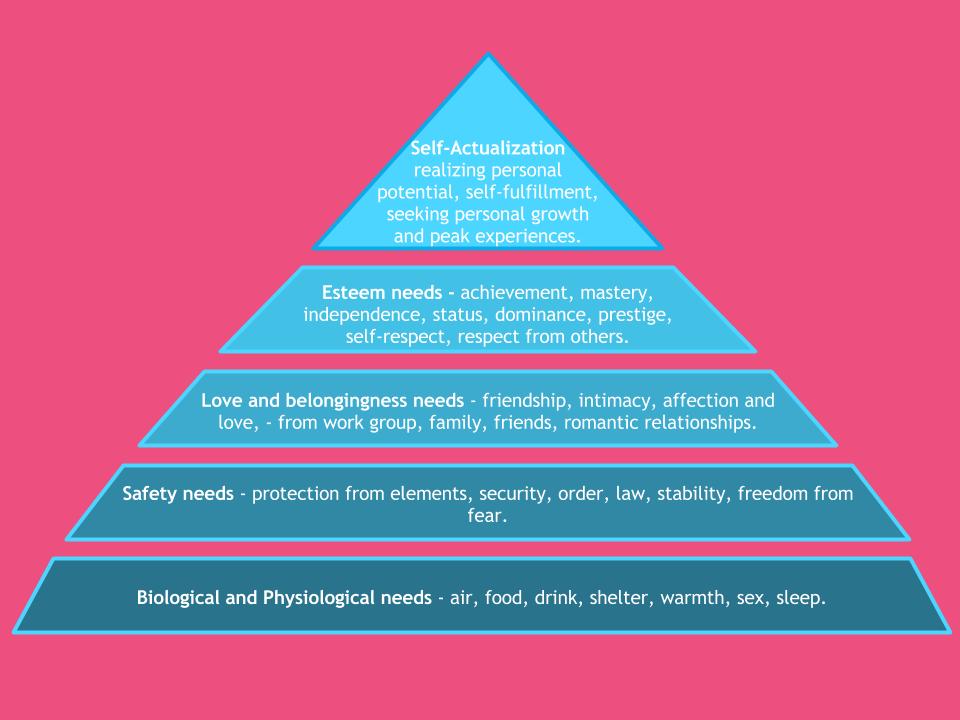 Self-Actualization
realizing personal
potential, self-fulfillment,
seeking personal growth
and peak experiences.
Esteem needs - achievement, mastery,
independence, status, dominance, prestige,
self-respect, respect from others.
Love and belongingness needs - friendship, intimacy, affection and
love, - from work group, family, friends, romantic relationships.
Safety needs - protection from elements, security, order, law, stability, freedom from
fear.
Biological and Physiological needs - air, food, drink, shelter, warmth, sex, sleep.